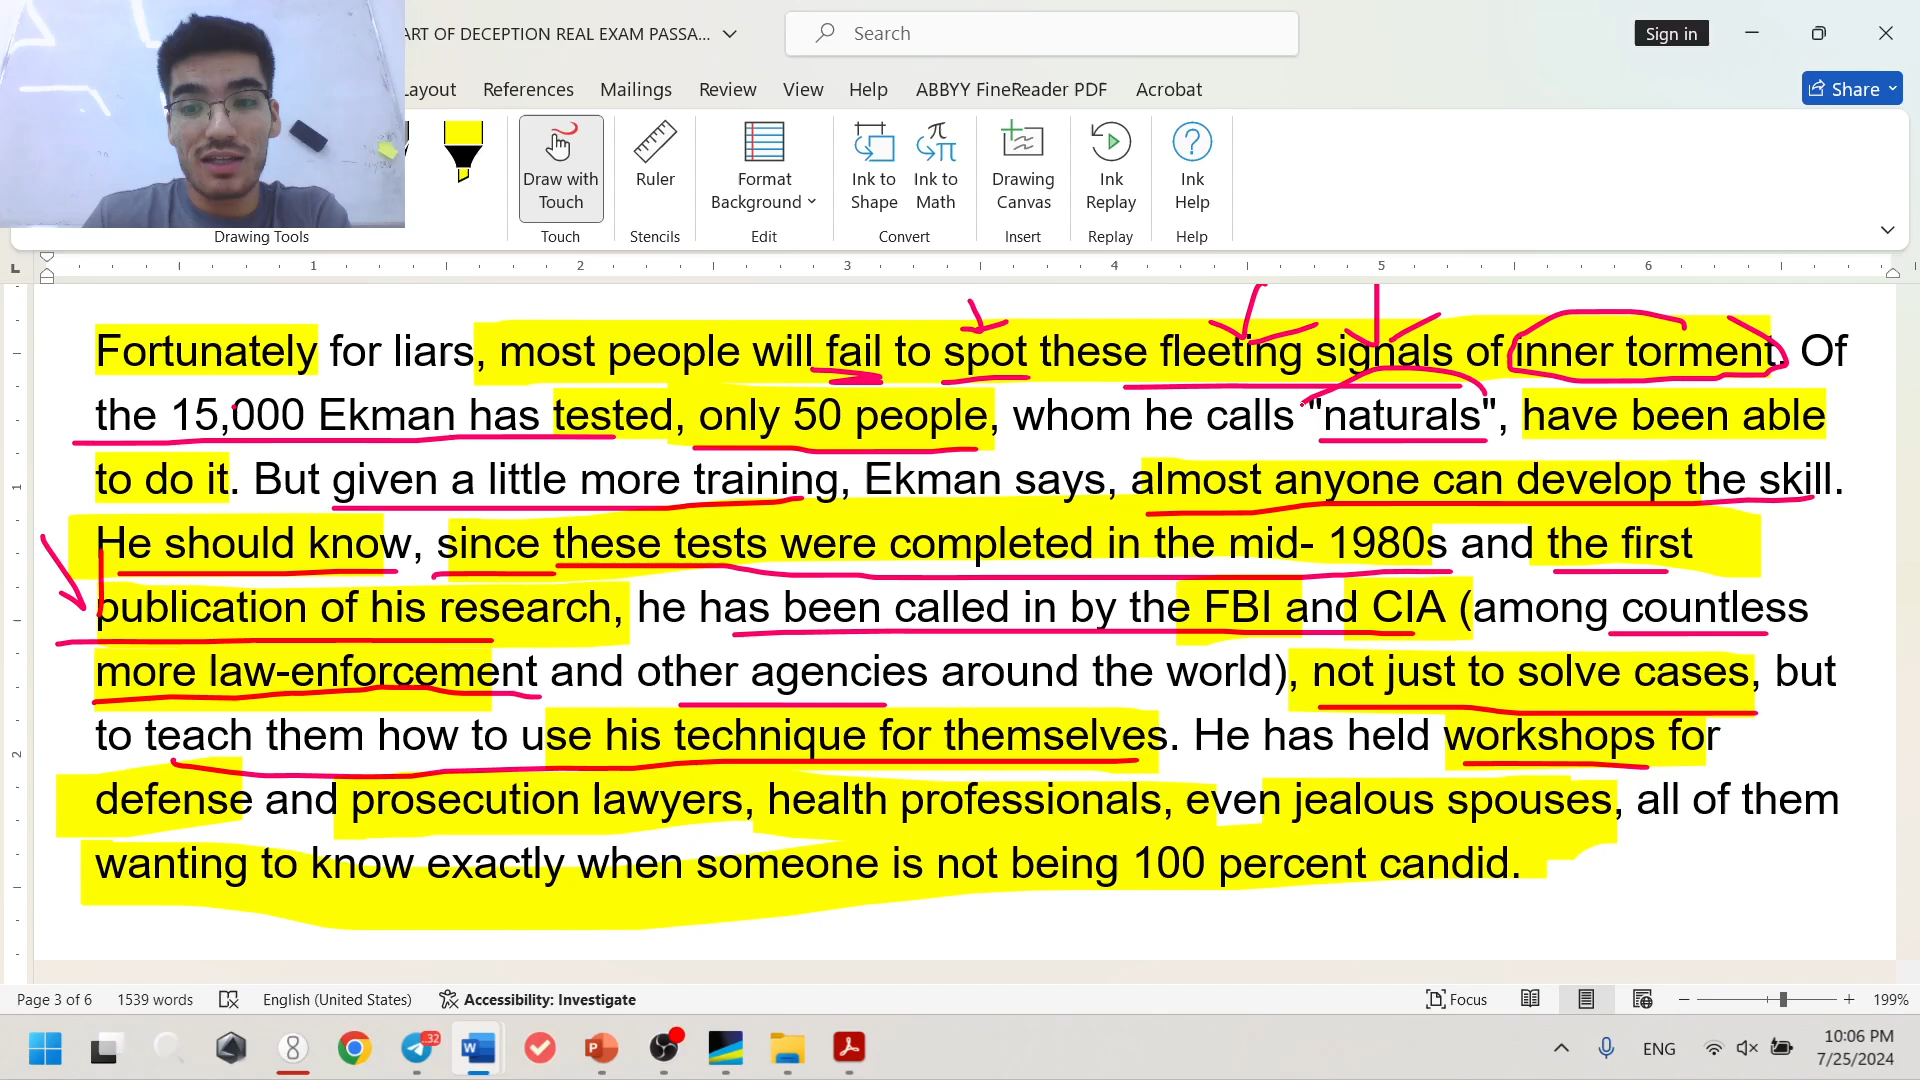 ART OF DECEPTION REAL EXAM PASSA...
Search
Sign in
Layout References Mailings Review View Help ABBYY FineReader PDF Acrobat
Share
Draw with Touch
Ruler
Format Background
Ink to Shape
Ink to Math
Drawing Canvas
Ink Replay
Ink Help
Drawing Tools Touch Stencils Edit Convert Insert Replay Help
1 2 3 4 5 6
Fortunately for liars, most people will fail to spot these fleeting signals of inner torment. Of
the 15,000 Ekman has tested, only 50 people, whom he calls "naturals", have been able
to do it. But given a little more training, Ekman says, almost anyone can develop the skill.
He should know, since these tests were completed in the mid- 1980s and the first
publication of his research, he has been called in by the FBI and CIA (among countless
more law-enforcement and other agencies around the world), not just to solve cases, but
to teach them how to use his technique for themselves. He has held workshops for
defense and prosecution lawyers, health professionals, even jealous spouses, all of them
wanting to know exactly when someone is not being 100 percent candid.
1
2
Page 3 of 6 1539 words English (United States) Accessibility: Investigate Focus 199%
ENG
10:06 PM
7/25/2024